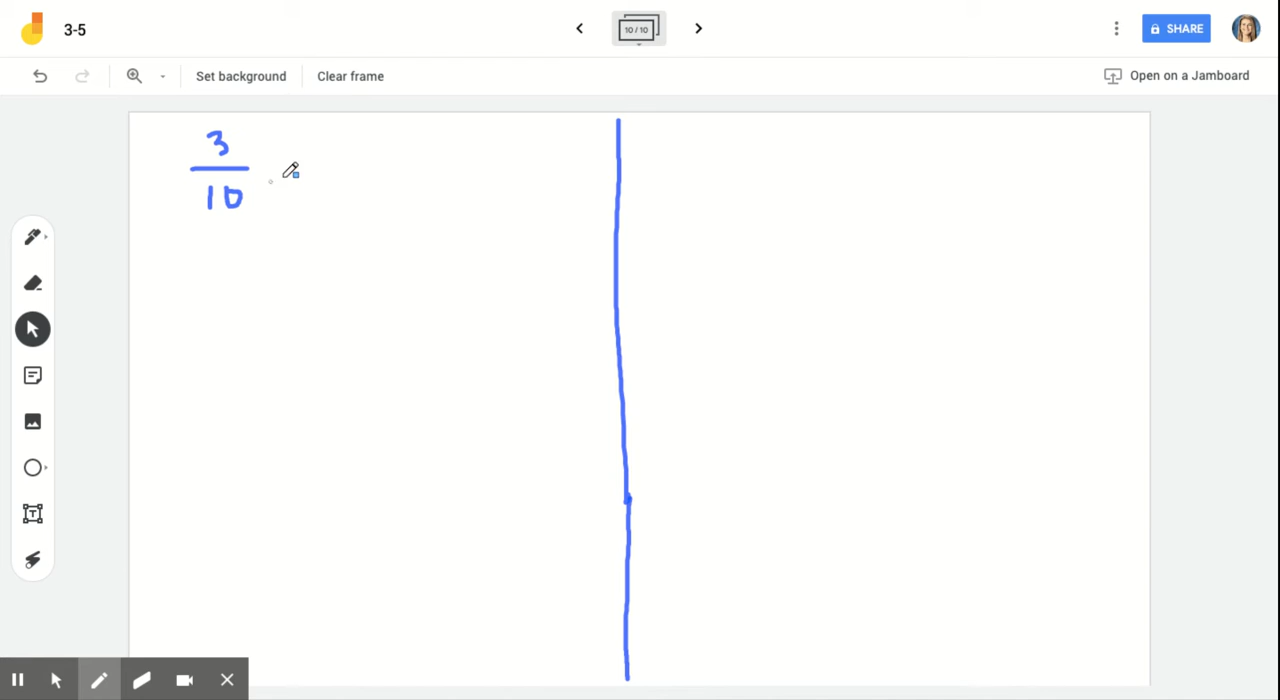 3-5
10 / 10
SHARE
Set background
Clear frame
Open on a Jamboard
3
10